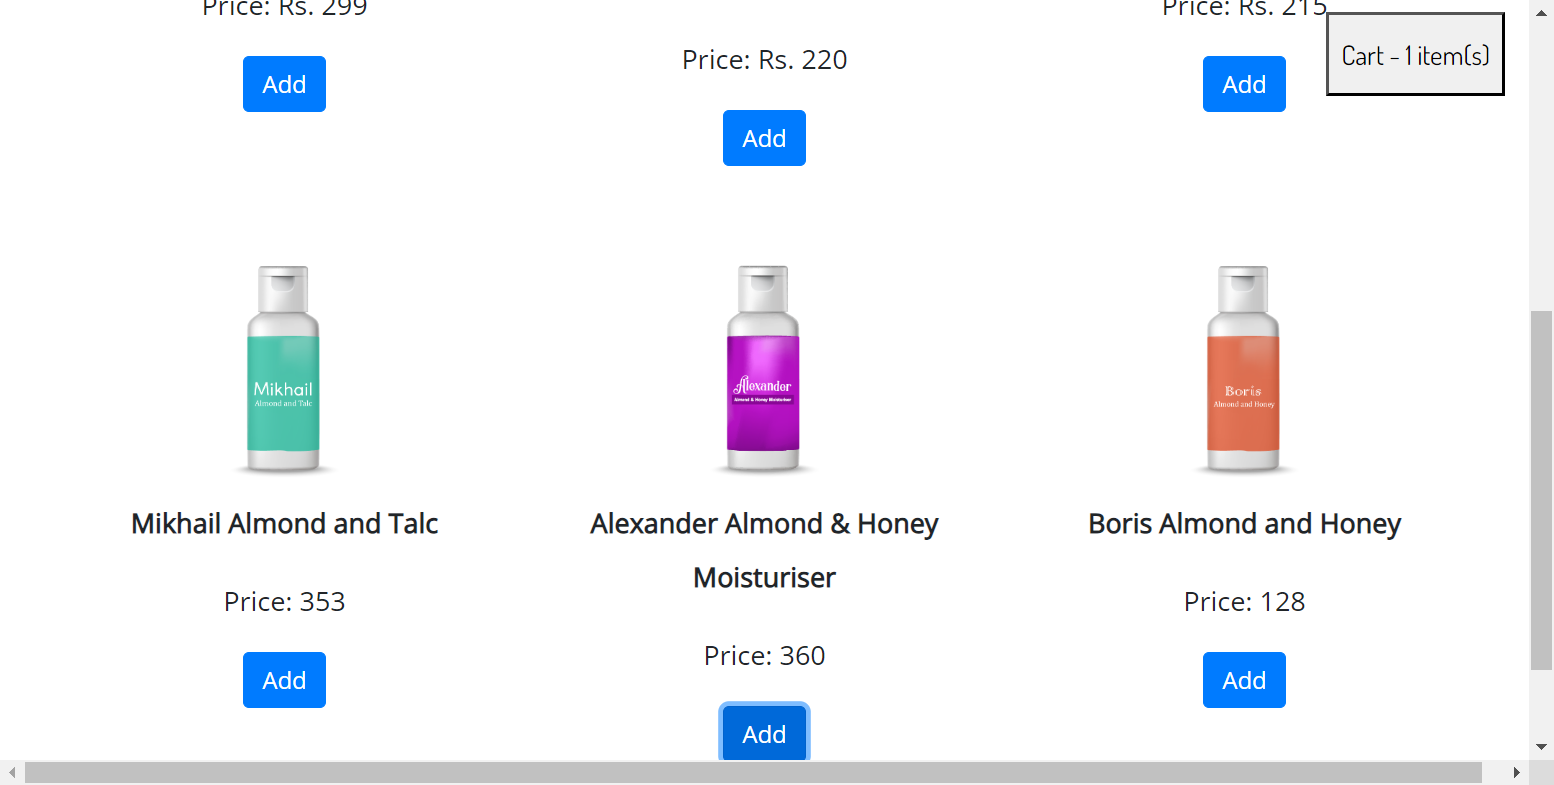 Price: Rs. 299
Price: Rs. 215
Cart - 1 item(s)
Price: Rs. 220
Add
Add
Add
Mikhail
Almond and Talc
Alexander
Almond & Honey Moisturiser
Boris
Almond and Honey
Mikhail Almond and Talc
Alexander Almond & Honey
Moisturiser
Boris Almond and Honey
Price: 353
Price: 360
Price: 128
Add
Add
Add